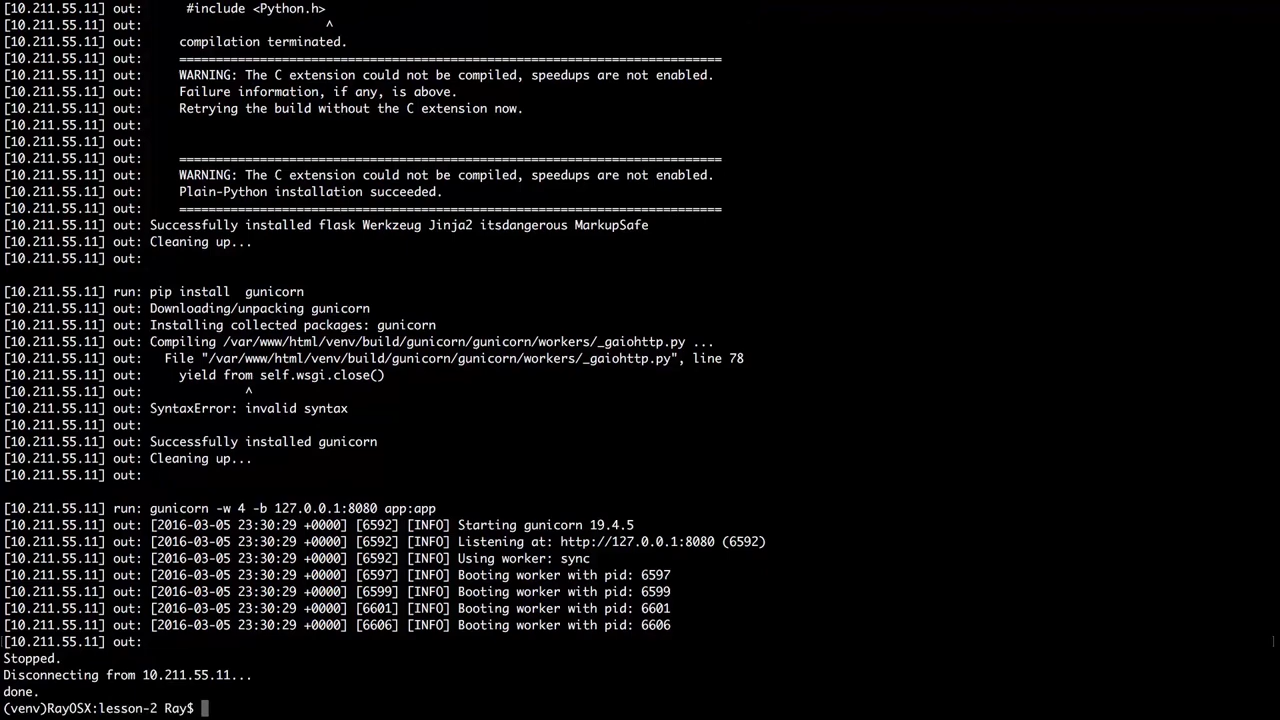 [10.211.55.11] out:      #include <Python.h>
[10.211.55.11] out:                         ^
[10.211.55.11] out:     compilation terminated.
[10.211.55.11] out:     ==========================================================================
[10.211.55.11] out:     WARNING: The C extension could not be compiled, speedups are not enabled.
[10.211.55.11] out:     Failure information, if any, is above.
[10.211.55.11] out:     Retrying the build without the C extension now.
[10.211.55.11] out:
[10.211.55.11] out:
[10.211.55.11] out:     ==========================================================================
[10.211.55.11] out:     WARNING: The C extension could not be compiled, speedups are not enabled.
[10.211.55.11] out:     Plain-Python installation succeeded.
[10.211.55.11] out:     ==========================================================================
[10.211.55.11] out: Successfully installed flask Werkzeug Jinja2 itsdangerous MarkupSafe
[10.211.55.11] out: Cleaning up...
[10.211.55.11] out:
[10.211.55.11] run: pip install  gunicorn
[10.211.55.11] out: Downloading/unpacking gunicorn
[10.211.55.11] out: Installing collected packages: gunicorn
[10.211.55.11] out: Compiling /var/www/html/venv/build/gunicorn/gunicorn/workers/_gaiohttp.py ...
[10.211.55.11] out:   File "/var/www/html/venv/build/gunicorn/gunicorn/workers/_gaiohttp.py", line 78
[10.211.55.11] out:     yield from self.wsgi.close()
[10.211.55.11] out:              ^
[10.211.55.11] out: SyntaxError: invalid syntax
[10.211.55.11] out:
[10.211.55.11] out: Successfully installed gunicorn
[10.211.55.11] out: Cleaning up...
[10.211.55.11] out:
[10.211.55.11] run: gunicorn -w 4 -b 127.0.0.1:8080 app:app
[10.211.55.11] out: [2016-03-05 23:30:29 +0000] [6592] [INFO] Starting gunicorn 19.4.5
[10.211.55.11] out: [2016-03-05 23:30:29 +0000] [6592] [INFO] Listening at: http://127.0.0.1:8080 (6592)
[10.211.55.11] out: [2016-03-05 23:30:29 +0000] [6592] [INFO] Using worker: sync
[10.211.55.11] out: [2016-03-05 23:30:29 +0000] [6597] [INFO] Booting worker with pid: 6597
[10.211.55.11] out: [2016-03-05 23:30:29 +0000] [6599] [INFO] Booting worker with pid: 6599
[10.211.55.11] out: [2016-03-05 23:30:29 +0000] [6601] [INFO] Booting worker with pid: 6601
[10.211.55.11] out: [2016-03-05 23:30:29 +0000] [6606] [INFO] Booting worker with pid: 6606
[10.211.55.11] out:
Stopped.
Disconnecting from 10.211.55.11...
done.
(venv)RayOSX:lesson-2 Ray$